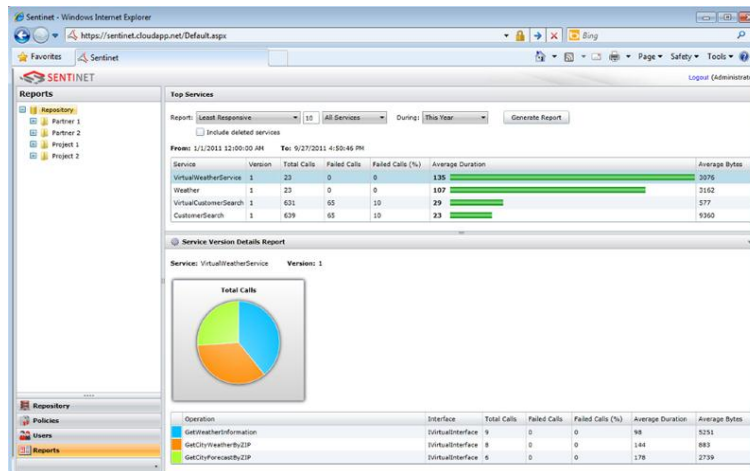 Sentinet - Windows Internet Explorer
https://sentinet.cloudapp.net/Default.aspx
Bing
Favorites Sentinet Page Safety Tools
SENTINET Logout (Administrat
Reports
Repository
Partner 1
Partner 2
Project 1
Project 2
Repository
Policies
Users
Reports
Top Services
Report: Least Responsive 10 All Services During: This Year Generate Report
Include deleted services
From: 1/1/2011 12:00:00 AM To: 9/27/2011 4:50:46 PM
Service Version Total Calls Failed Calls Failed Calls (%) Average Duration Average Bytes
VirtualWeatherService 1 23 0 0 135 3076
Weather 1 23 0 0 107 3162
VirtualCustomerSearch 1 631 65 10 29 577
CustomerSearch 1 639 65 10 23 9360
Service Version Details Report
Service: VirtualWeatherService Version: 1
Total Calls
Operation Interface Total Calls Failed Calls Failed Calls (%) Average Duration Average Bytes
GetWeatherInformation IVirtualInterface 9 0 0 98 5251
GetCityWeatherByZIP IVirtualInterface 8 0 0 144 883
GetCityForecastByZIP IVirtualInterface 6 0 0 178 2739